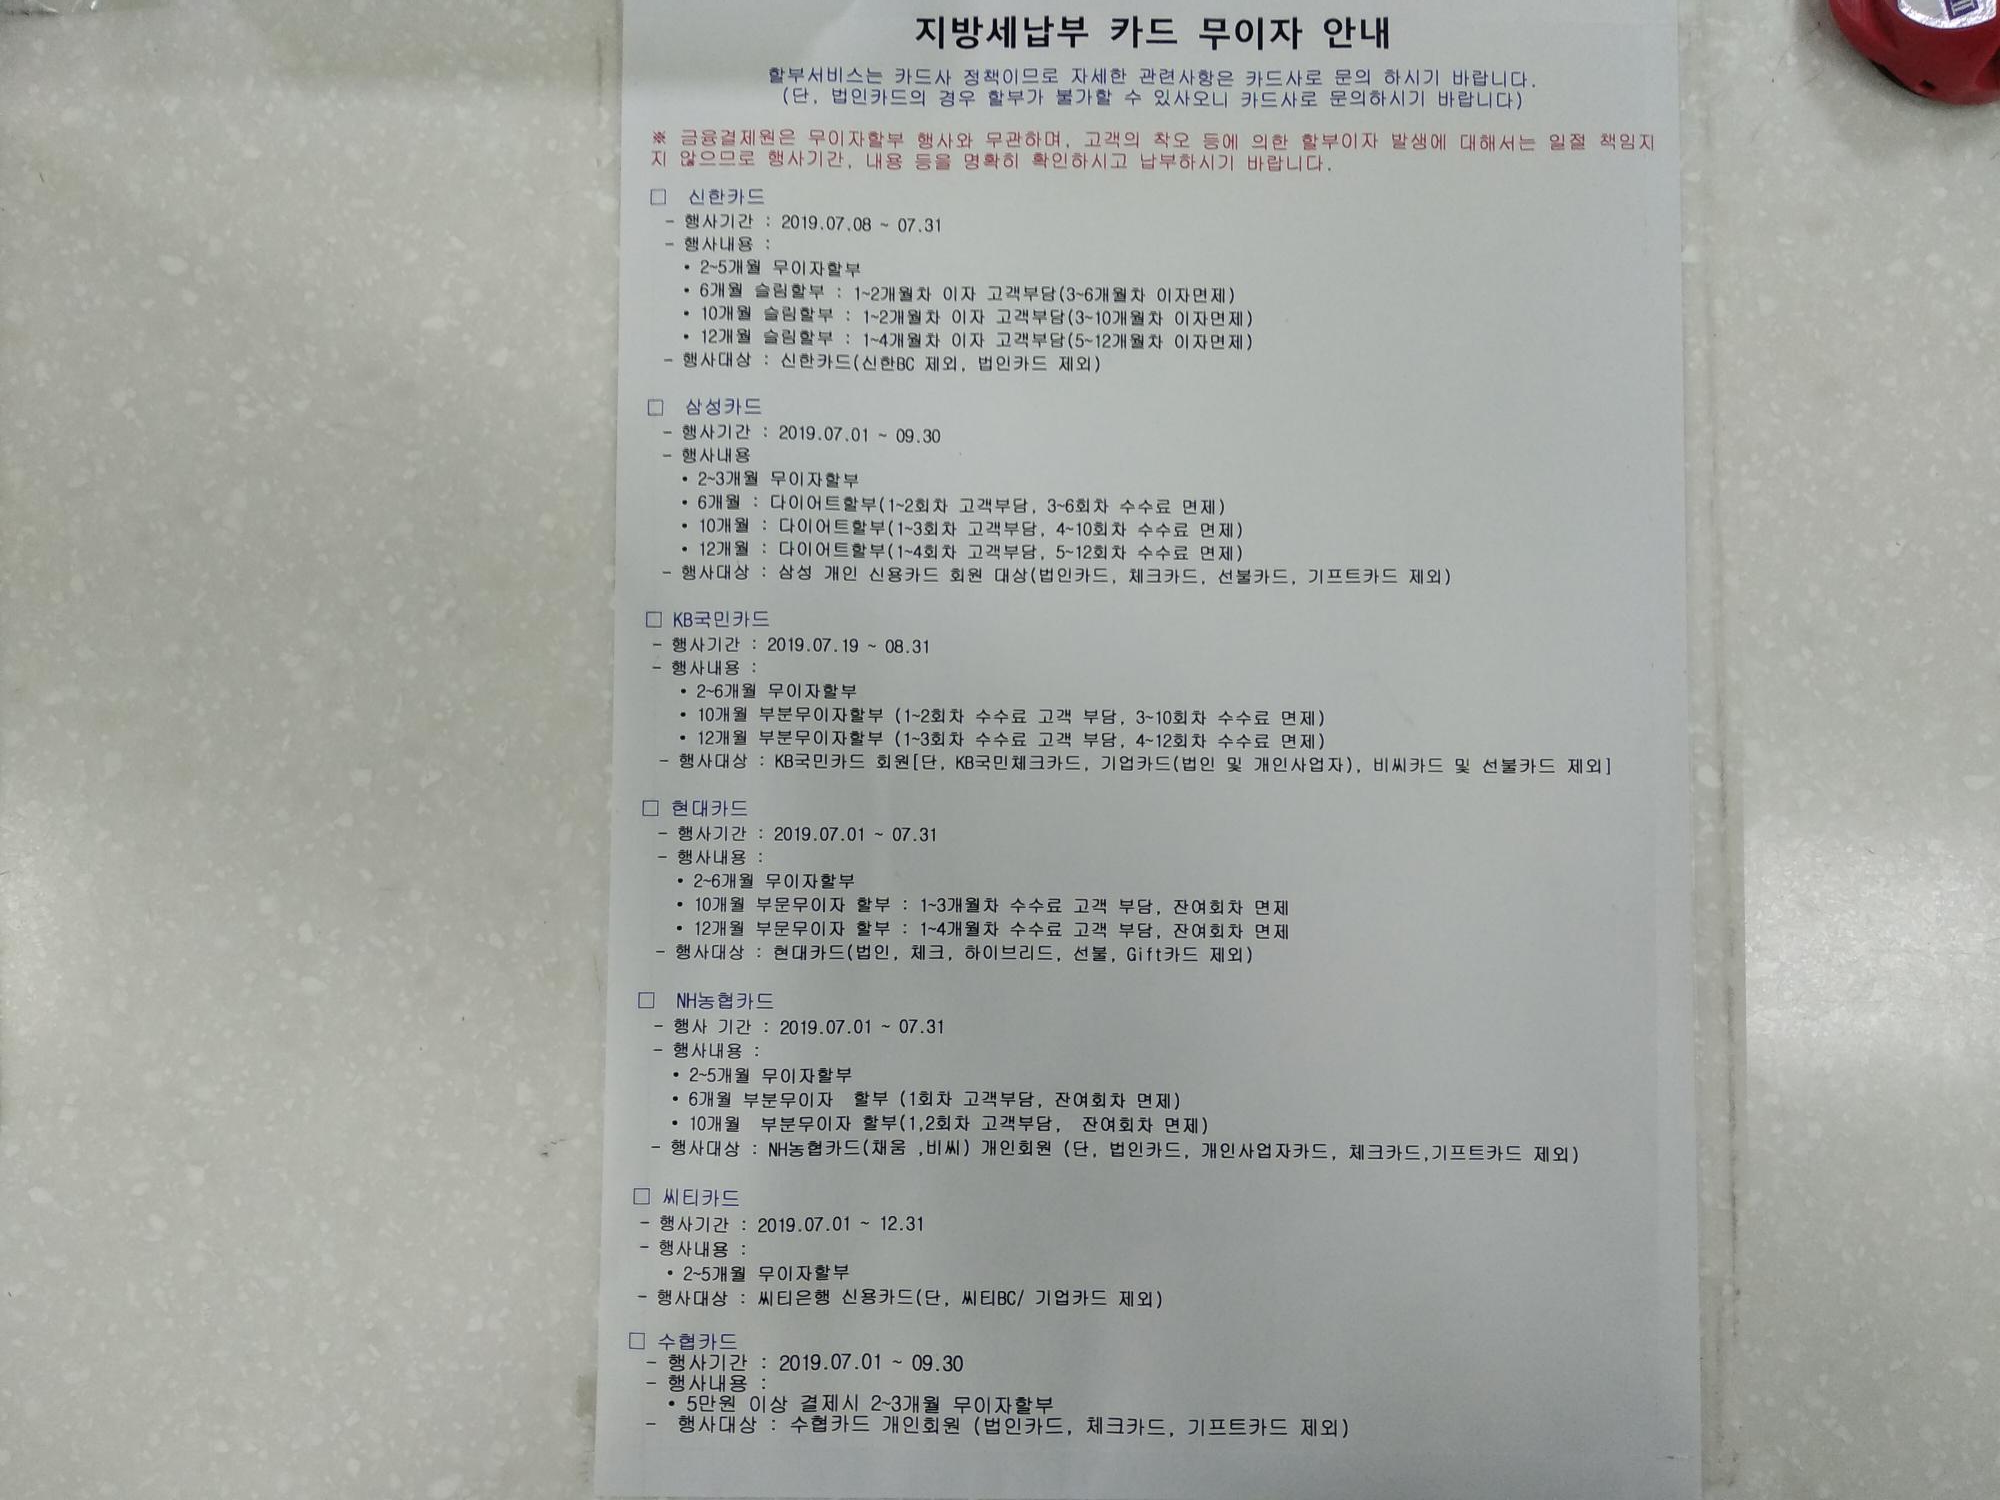 지방세납부 카드 무이자 안내
할부서비스는 카드사 정책이므로 자세한 관련사항은 카드사로 문의 하시기 바랍니다.
(단, 법인카드의 경우 할부가 불가할 수 있사오니 카드사로 문의하시기 바랍니다)
※ 금융결제원은 무이자할부 행사와 무관하며, 고객의 착오 등에 의한 할부이자 발생에 대해서는 일절 책임지
지 않으므로 행사기간, 내용 등을 명확히 확인하시고 납부하시기 바랍니다.
□ 신한카드
- 행사기간 : 2019.07.08 ~ 07.31
- 행사내용 :
• 2~5개월 무이자할부
• 6개월 슬림할부 : 1~2개월차 이자 고객부담(3~6개월차 이자면제)
• 10개월 슬림할부 : 1~2개월차 이자 고객부담(3~10개월차 이자면제)
• 12개월 슬림할부 : 1~4개월차 이자 고객부담(5~12개월차 이자면제)
- 행사대상 : 신한카드(신한BC 제외, 법인카드 제외)
□ 삼성카드
- 행사기간 : 2019.07.01 ~ 09.30
- 행사내용
• 2~3개월 무이자할부
• 6개월 : 다이어트할부(1~2회차 고객부담, 3~6회차 수수료 면제)
• 10개월 : 다이어트할부(1~3회차 고객부담, 4~10회차 수수료 면제)
• 12개월 : 다이어트할부(1~4회차 고객부담, 5~12회차 수수료 면제)
- 행사대상 : 삼성 개인 신용카드 회원 대상(법인카드, 체크카드, 선불카드, 기프트카드 제외)
□ KB국민카드
- 행사기간 : 2019.07.19 ~ 08.31
- 행사내용 :
• 2~6개월 무이자할부
• 10개월 부분무이자할부 (1~2회차 수수료 고객 부담, 3~10회차 수수료 면제)
• 12개월 부분무이자할부 (1~3회차 수수료 고객 부담, 4~12회차 수수료 면제)
- 행사대상 : KB국민카드 회원[단, KB국민체크카드, 기업카드(법인 및 개인사업자), 비씨카드 및 선불카드 제외]
□ 현대카드
- 행사기간 : 2019.07.01 ~ 07.31
- 행사내용 :
• 2~6개월 무이자할부
• 10개월 부문무이자 할부 : 1~3개월차 수수료 고객 부담, 잔여회차 면제
• 12개월 부문무이자 할부 : 1~4개월차 수수료 고객 부담, 잔여회차 면제
- 행사대상 : 현대카드(법인, 체크, 하이브리드, 선불, Gift카드 제외)
□ NH농협카드
- 행사 기간 : 2019.07.01 ~ 07.31
- 행사내용 :
• 2~5개월 무이자할부
• 6개월 부분무이자 할부 (1회차 고객부담, 잔여회차 면제)
• 10개월 부분무이자 할부(1,2회차 고객부담, 잔여회차 면제)
- 행사대상 : NH농협카드(채움 ,비씨) 개인회원 (단, 법인카드, 개인사업자카드, 체크카드,기프트카드 제외)
□ 씨티카드
- 행사기간 : 2019.07.01 ~ 12.31
- 행사내용 :
• 2~5개월 무이자할부
- 행사대상 : 씨티은행 신용카드(단, 씨티BC/ 기업카드 제외)
□ 수협카드
- 행사기간 : 2019.07.01 ~ 09.30
- 행사내용 :
• 5만원 이상 결제시 2~3개월 무이자할부
- 행사대상 : 수협카드 개인회원 (법인카드, 체크카드, 기프트카드 제외)